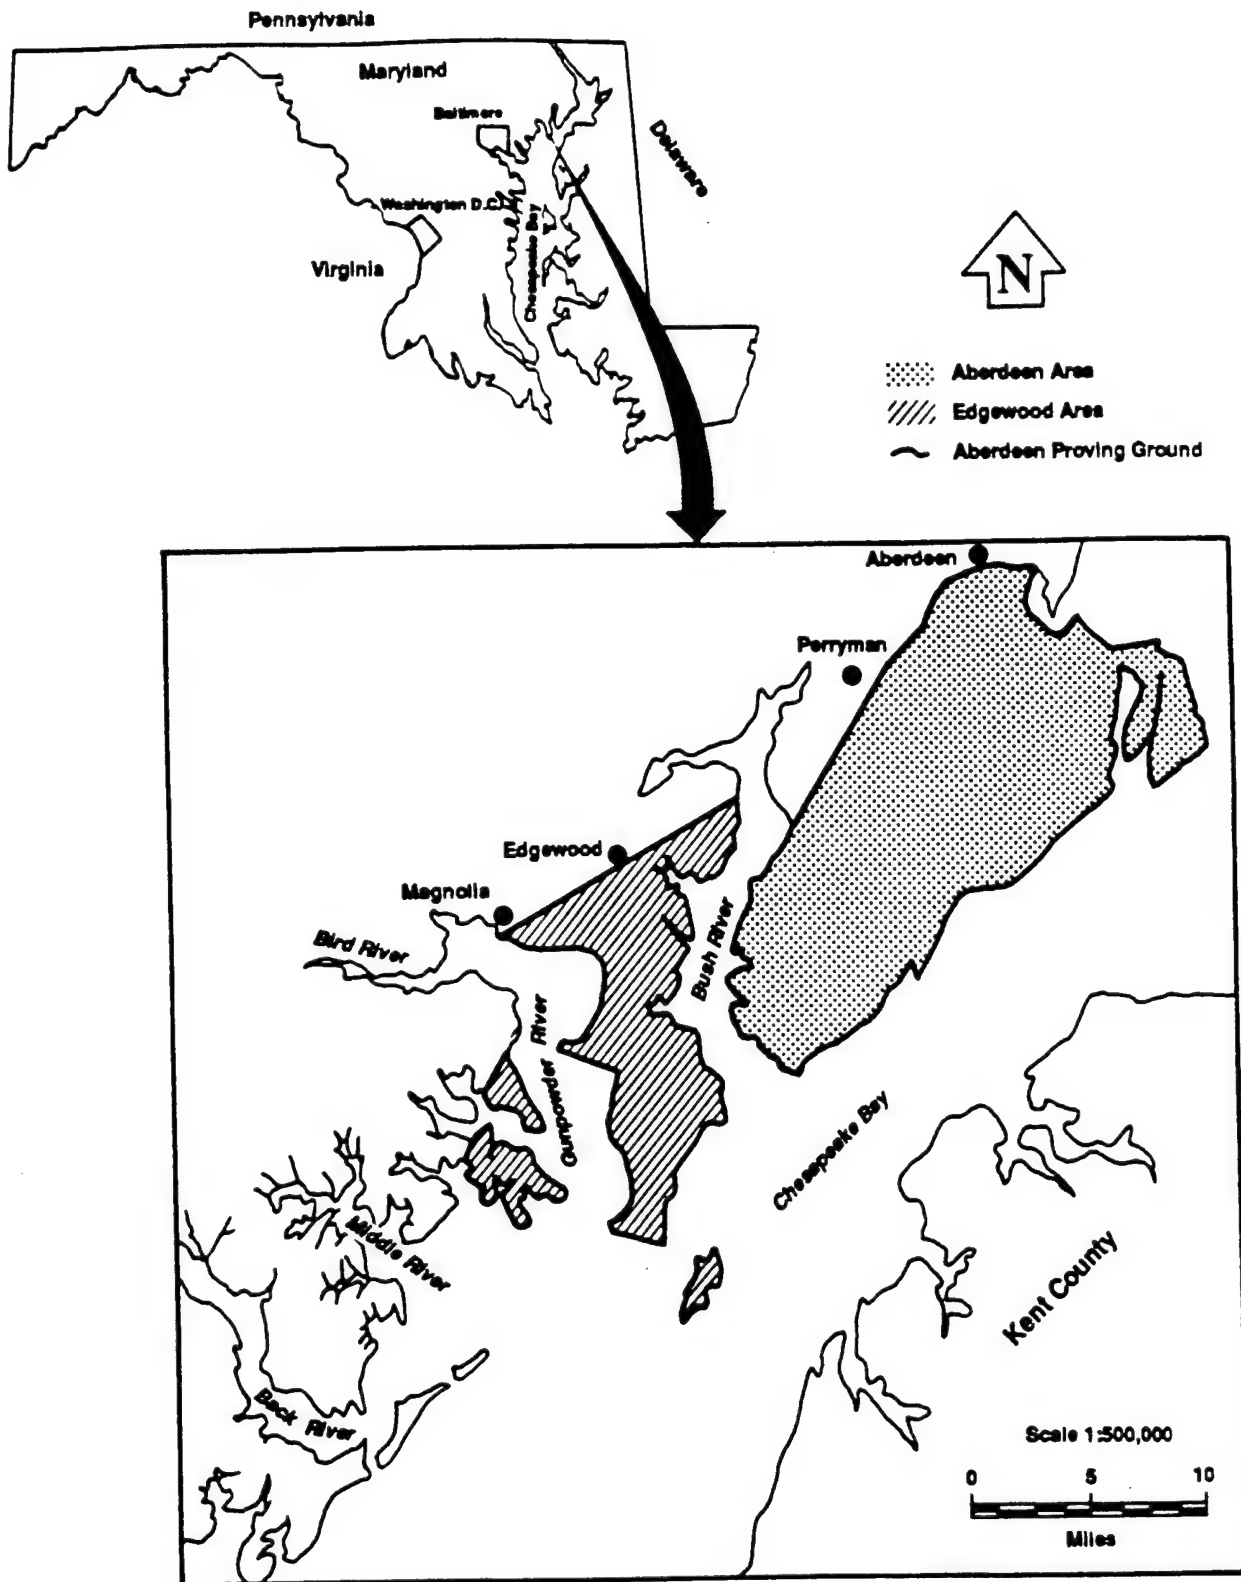 Pennsylvania
Maryland
Baltimore
Delaware
Washington D.C.
Chesapeake Bay
Virginia
N
Aberdeen Area
Edgewood Area
Aberdeen Proving Ground
Aberdeen
Perryman
Edgewood
Magnolia
Bird River
Bush River
Gunpowder River
Chesapeake Bay
Middle River
Kent County
Back River
Scale 1:500,000
0 5 10
Miles